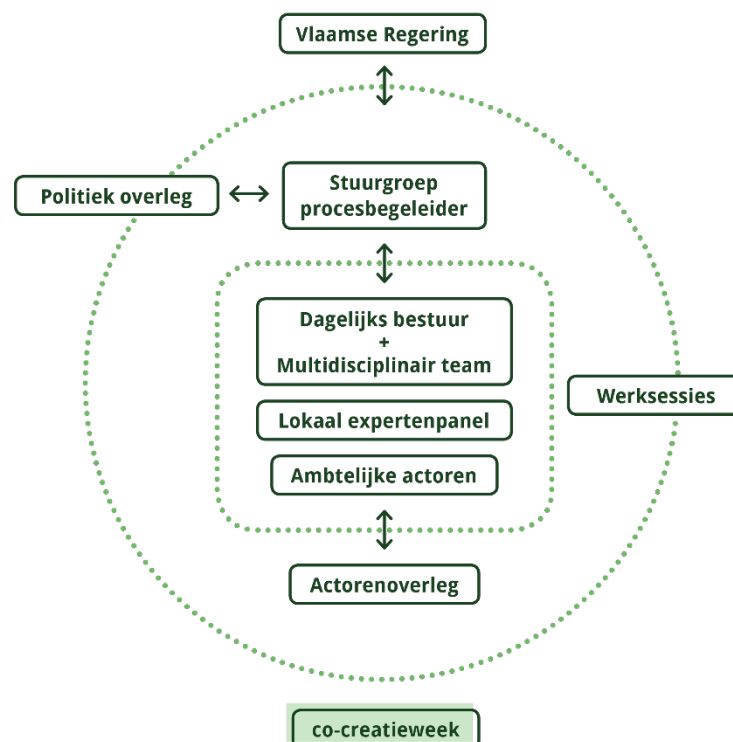 Vlaamse Regering
Politiek overleg
Stuurgroep
procesbegeleider
Dagelijks bestuur
+
Multidisciplinair team
Werksessies
Lokaal expertenpanel
Ambtelijke actoren
Actorenoverleg
co-creatieweek